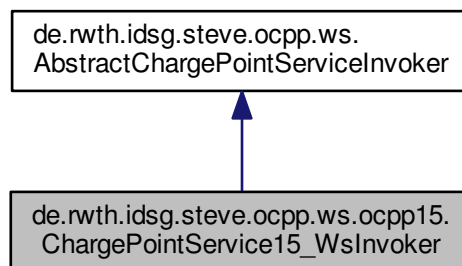 de.rwth.idsg.steve.ocpp.ws.
AbstractChargePointServiceInvoker
de.rwth.idsg.steve.ocpp.ws.ocpp15.
ChargePointService15_WsInvoker